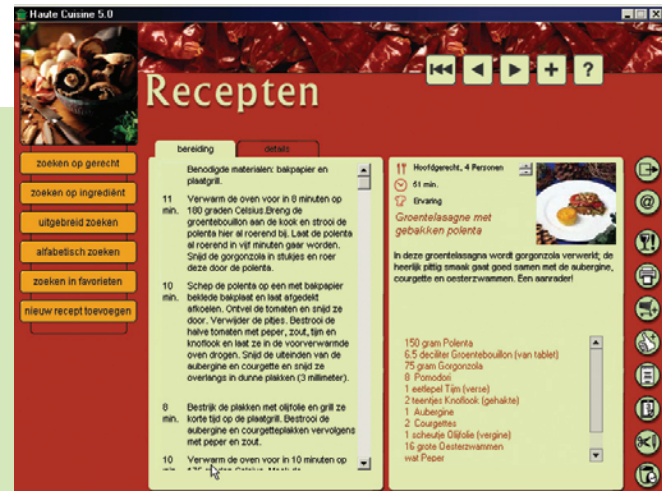 Haute Cuisine 5.0
Recepten
?
zoeken op gerecht
zoeken op ingrediënt
uitgebreid zoeken
alfabetisch zoeken
zoeken in favorieten
nieuw recept toevoegen
bereiding
details
Benodigde materialen: bakpapier en
plaatgril.
11 Verwarm de oven voor in 8 minuten op
min. 180 graden Celsius.Breng de
groentebouillon aan de kook en strooi de
polenta hier al roerend bij. Laat de polenta
al roerend in vijf minuten gaar worden.
Snijd de gorgonzola in stukjes en roer
deze door de polenta.
10 Schep de polenta op een met bakpapier
min. beklede bakplaat en laat afgedekt
afkoelen. Ontvel de tomaten en snijd ze
door. Verwijder de pitjes. Bestrooi de
halve tomaten met peper, zout, tijm en
knoflook en laat ze in de voorverwarmde
oven drogen. Snijd de uiteinden van de
aubergine en courgette en snijd ze
overlangs in dunne plakken (3 millimeter).
8 Bestrijk de plakken met olijfolie en gril ze
min. korte tijd op de plaatgril. Bestrooi de
aubergine en courgetteplakken vervolgens
met peper en zout.
10 Verwarm de oven voor in 10 minuten op
Hoofdgerecht, 4 Personen
61 min.
Ervaring
Groentelasagne met
gebakken polenta
In deze groentelasagna wordt gorgonzola verwerkt; de
heerlijk pittig smaak gaat goed samen met de aubergine,
courgette en oesterzwammen. Een aanrader!
150 gram Polenta
6.5 deciliter Groentebouillon (van tablet)
75 gram Gorgonzola
8 Pomodori
1 eetlepel Tijm (verse)
2 teentjes Knoflook (gehakte)
1 Aubergine
2 Courgettes
1 scheutje Olijfolie (vergine)
16 grote Oesterzwammen
wat Peper
@